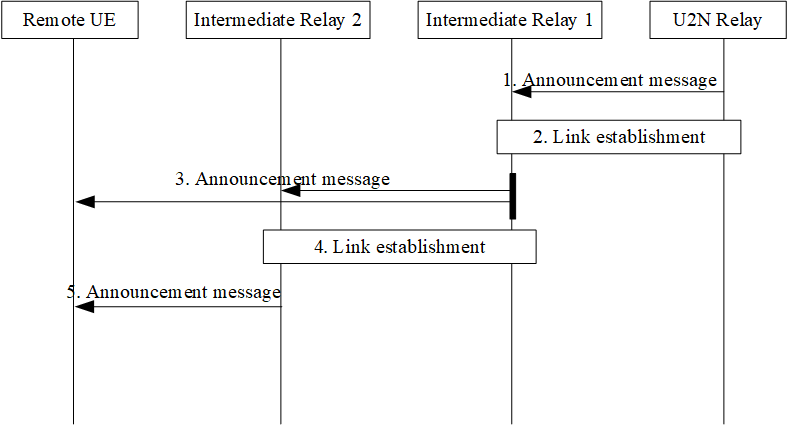 Remote UE
Intermediate Relay 2
Intermediate Relay 1
U2N Relay
1. Announcement message
2. Link establishment
3. Announcement message
4. Link establishment
5. Announcement message